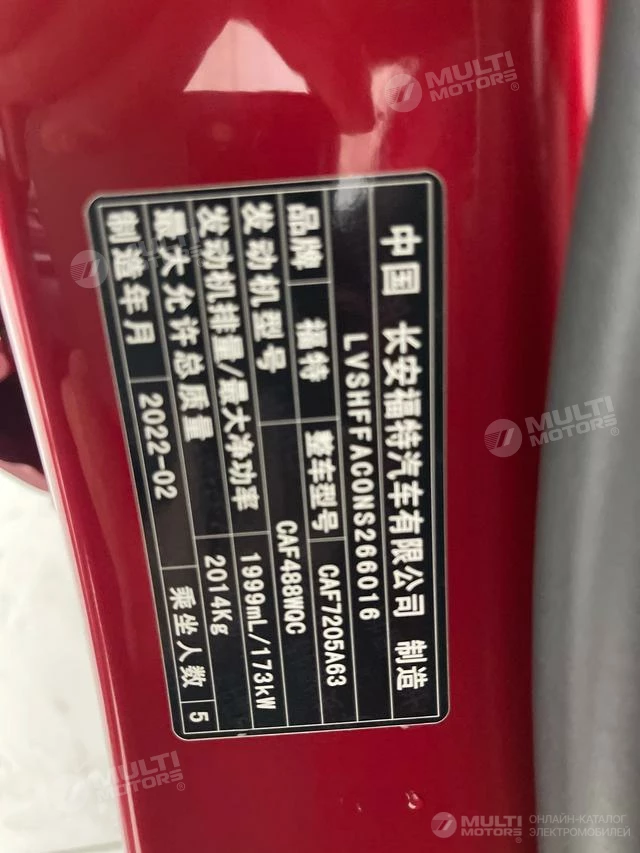 中国 长安福特汽车有限公司 制造
LVSHFFAC0NS266016
品牌 福特 整车型号 CAF7205A63
发动机型号 CAF488WQC
发动机排量/最大净功率 1999mL/173kW
最大允许总质量 2014Kg
制造年月 2022-02 乘坐人数 5
MULTI
MOTORS®
MULTI
MOTORS®
MULTI
MOTORS®
MULTI
MOTORS®
ОНЛАЙН-КАТАЛОГ
ЭЛЕКТРОМОБИЛЕЙ